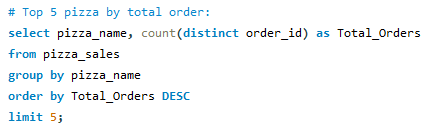 # Top 5 pizza by total order:
select pizza_name, count(distinct order_id) as Total_Orders
from pizza_sales
group by pizza_name
order by Total_Orders DESC
limit 5;